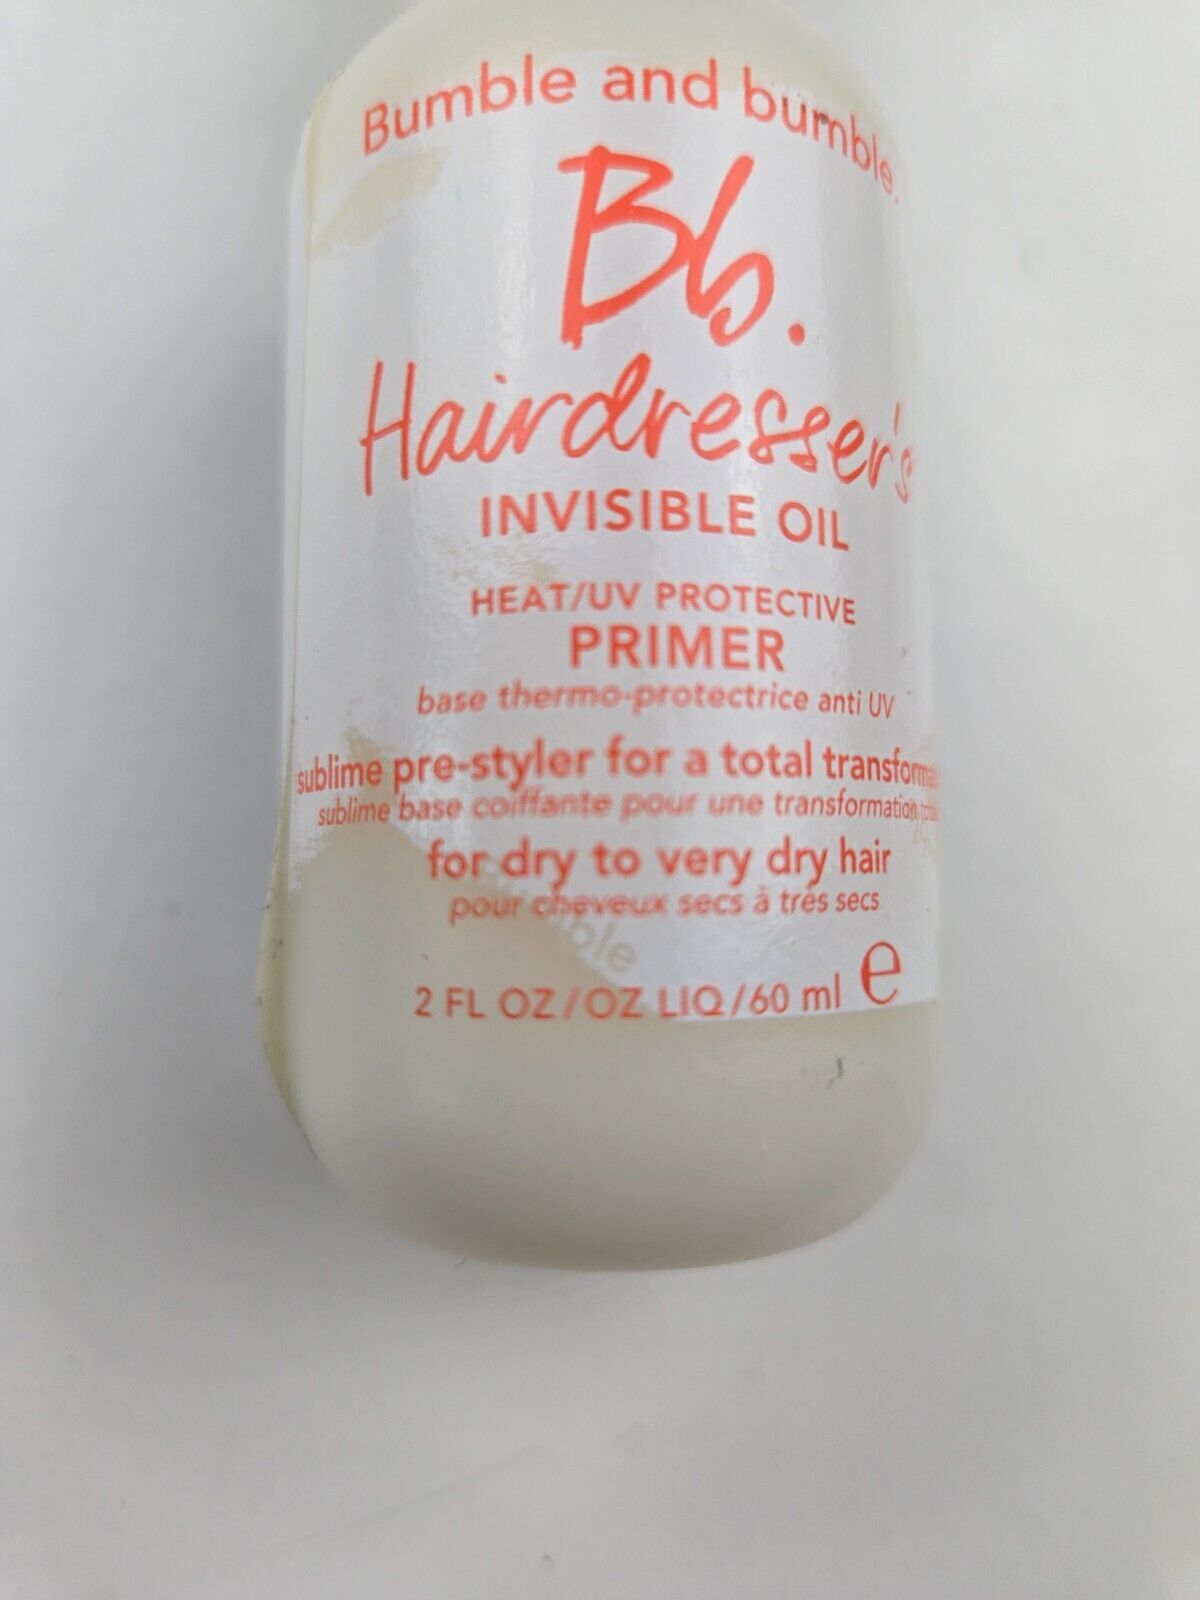 Bumble and bumble.
Bb.
Hairdresser's
INVISIBLE OIL
HEAT/UV PROTECTIVE
PRIMER
base thermo-protectrice anti UV
sublime pre-styler for a total
sublime base coiffante pour une transformation
for dry to very dry hair
pour cheveux secs à très secs
2 FL OZ/OZ LIQ/60 ml e